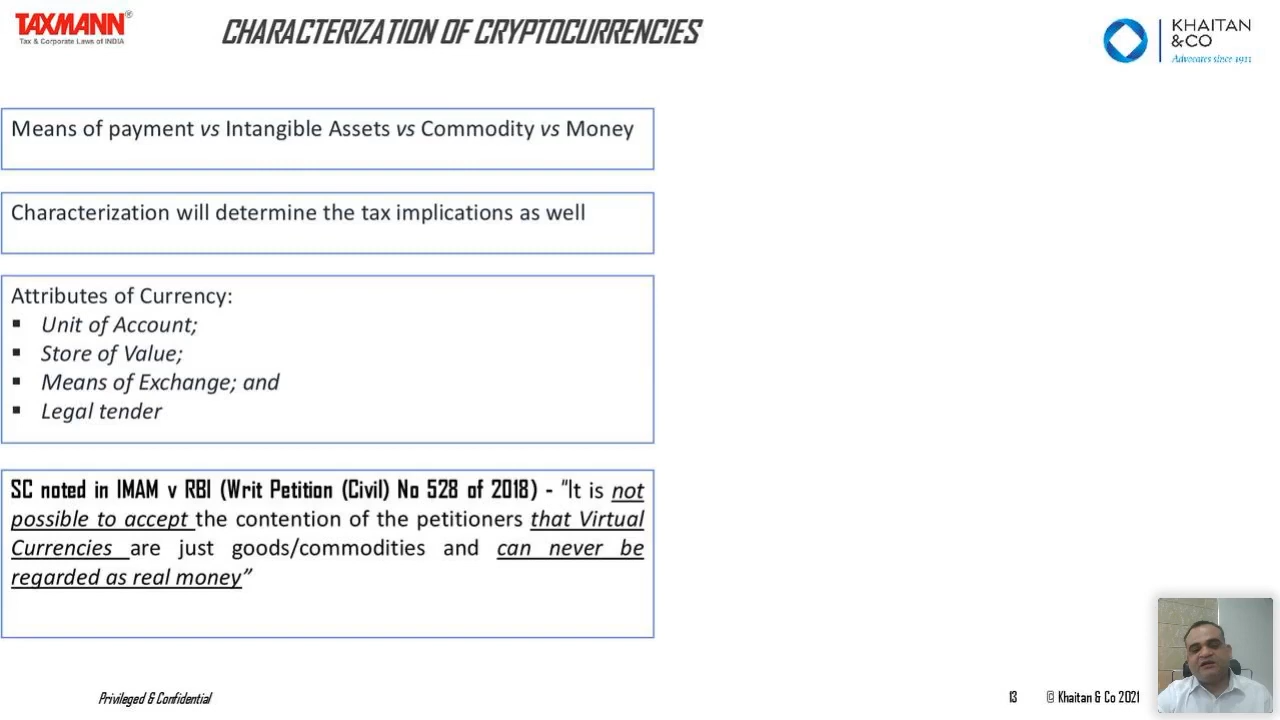 TAXMANN®
Tax & Corporate Laws of INDIA
CHARACTERIZATION OF CRYPTOCURRENCIES
KHAITAN
&CO
Advocates since 1911
Means of payment vs Intangible Assets vs Commodity vs Money
Characterization will determine the tax implications as well
Attributes of Currency:
▪ Unit of Account;
▪ Store of Value;
▪ Means of Exchange; and
▪ Legal tender
SC noted in IMAM v RBI (Writ Petition (Civil) No 528 of 2018) - “It is not
possible to accept the contention of the petitioners that Virtual
Currencies are just goods/commodities and can never be
regarded as real money”
Privileged & Confidential
13
© Khaitan & Co 2021